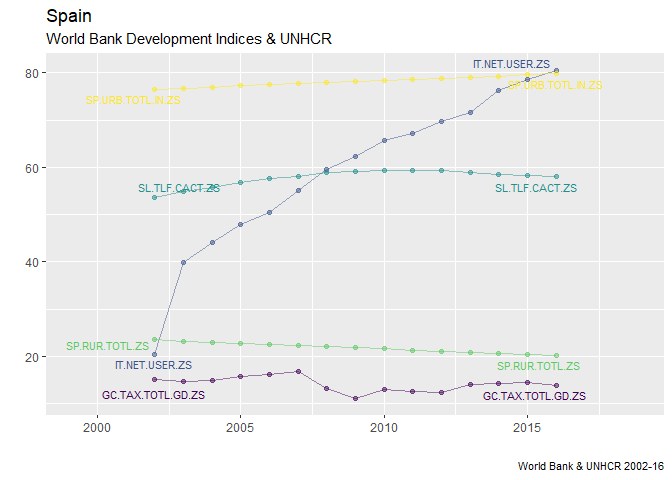 Spain
World Bank Development Indices & UNHCR
IT.NET.USER.ZS
80
SP.URB.TOTL.IN.ZS
SP.URB.TOTL.IN.ZS
60
SL.TLF.CACT.ZS
SL.TLF.CACT.ZS
40
SP.RUR.TOTL.ZS
20
IT.NET.USER.ZS
SP.RUR.TOTL.ZS
GC.TAX.TOTL.GD.ZS
GC.TAX.TOTL.GD.ZS
2000
2005
2010
2015
World Bank & UNHCR 2002-16